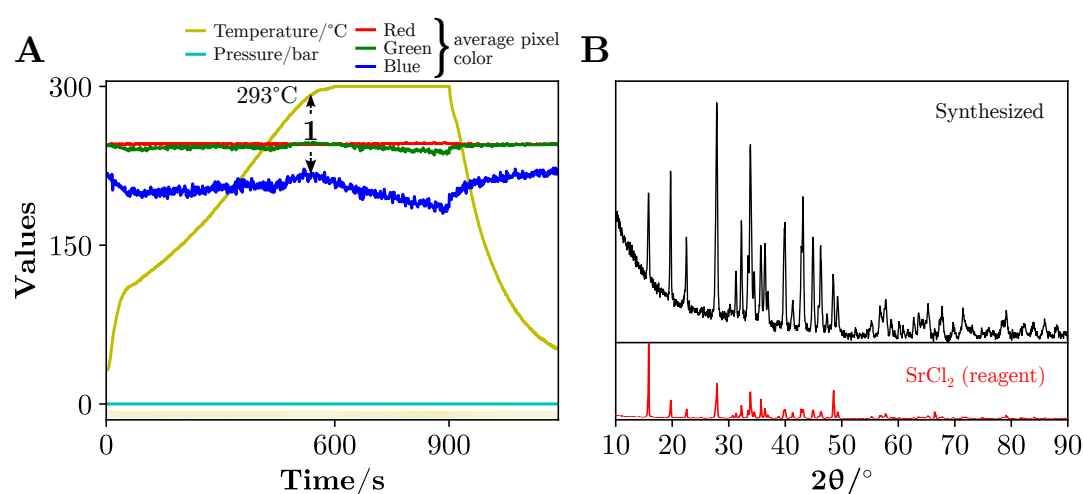 A
Temperature/°C
Pressure/bar
Red
Green
Blue
average pixel
color
B
300
150
0
Values
293°C
1
0
600
900
Time/s
Synthesized
SrCl₂ (reagent)
10
20
30
40
50
60
70
80
90
2θ/°